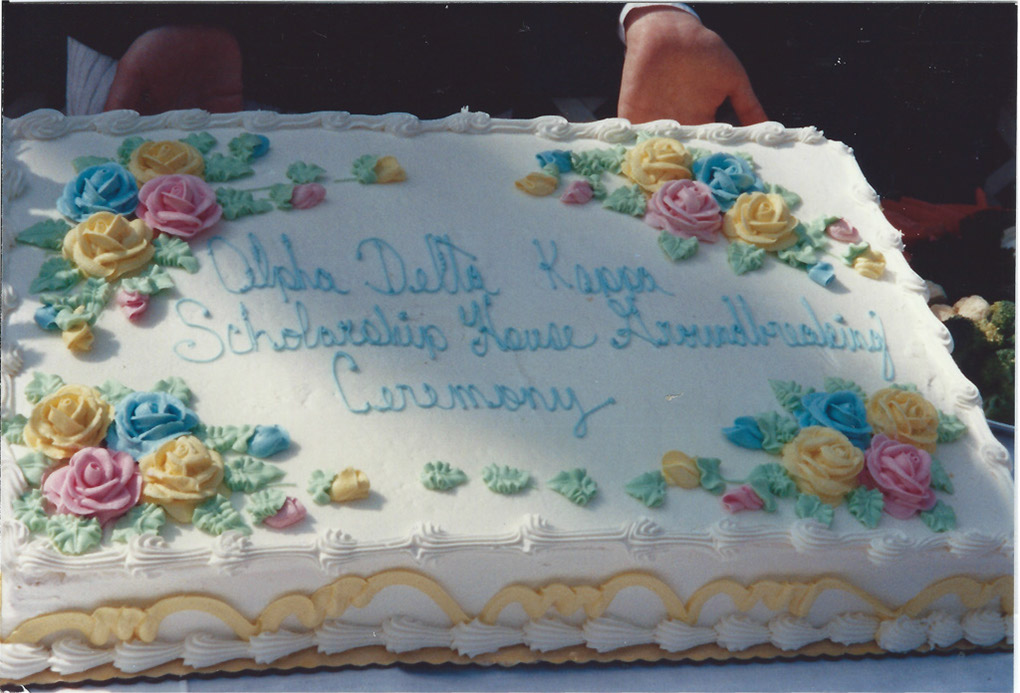 Alpha Delta Kappa
Scholarship House Groundbreaking
Ceremony